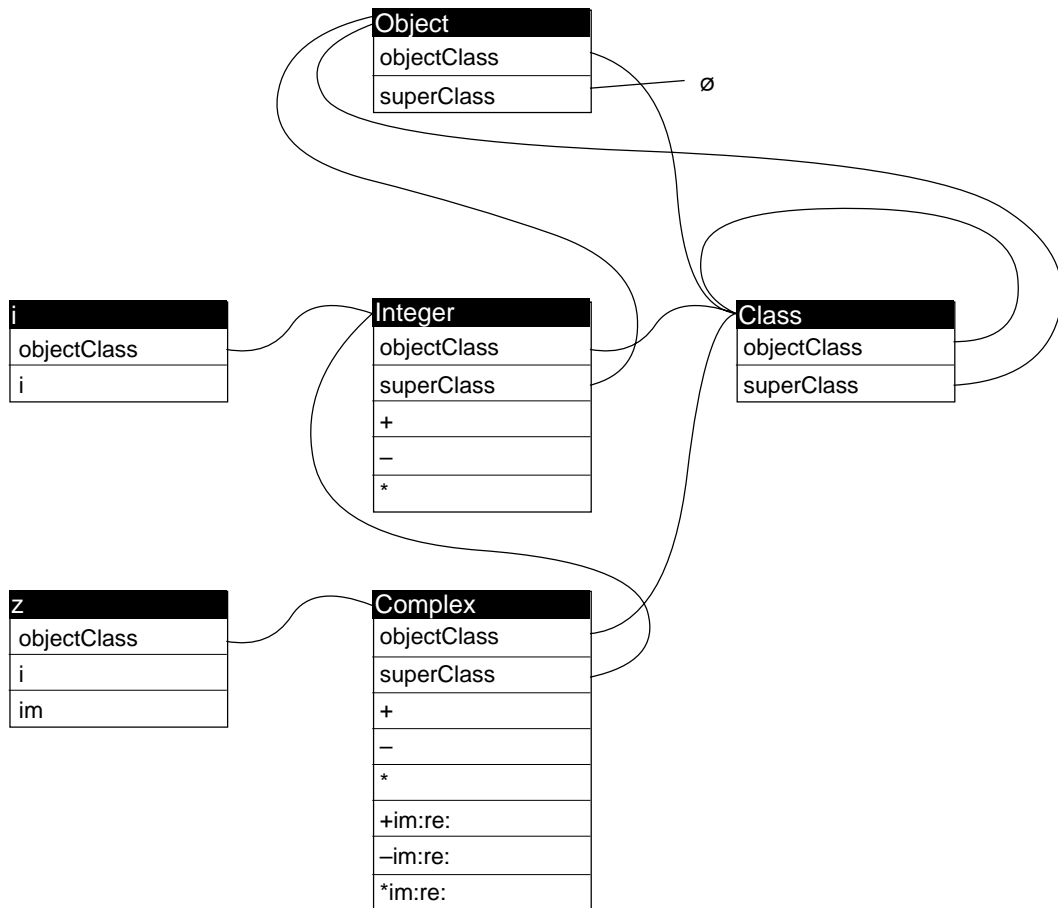 Object
objectClass
superClass
ø
i
objectClass
i
Integer
objectClass
superClass
+
–
*
Class
objectClass
superClass
z
objectClass
i
im
Complex
objectClass
superClass
+
–
*
+im:re:
–im:re:
*im:re: